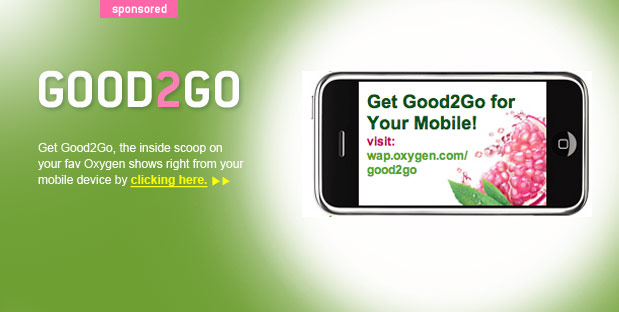 sponsored
GOOD2GO
Get Good2Go, the inside scoop on
your fav Oxygen shows right from your
mobile device by clicking here.
Get Good2Go for
Your Mobile!
visit:
wap.oxygen.com/
good2go